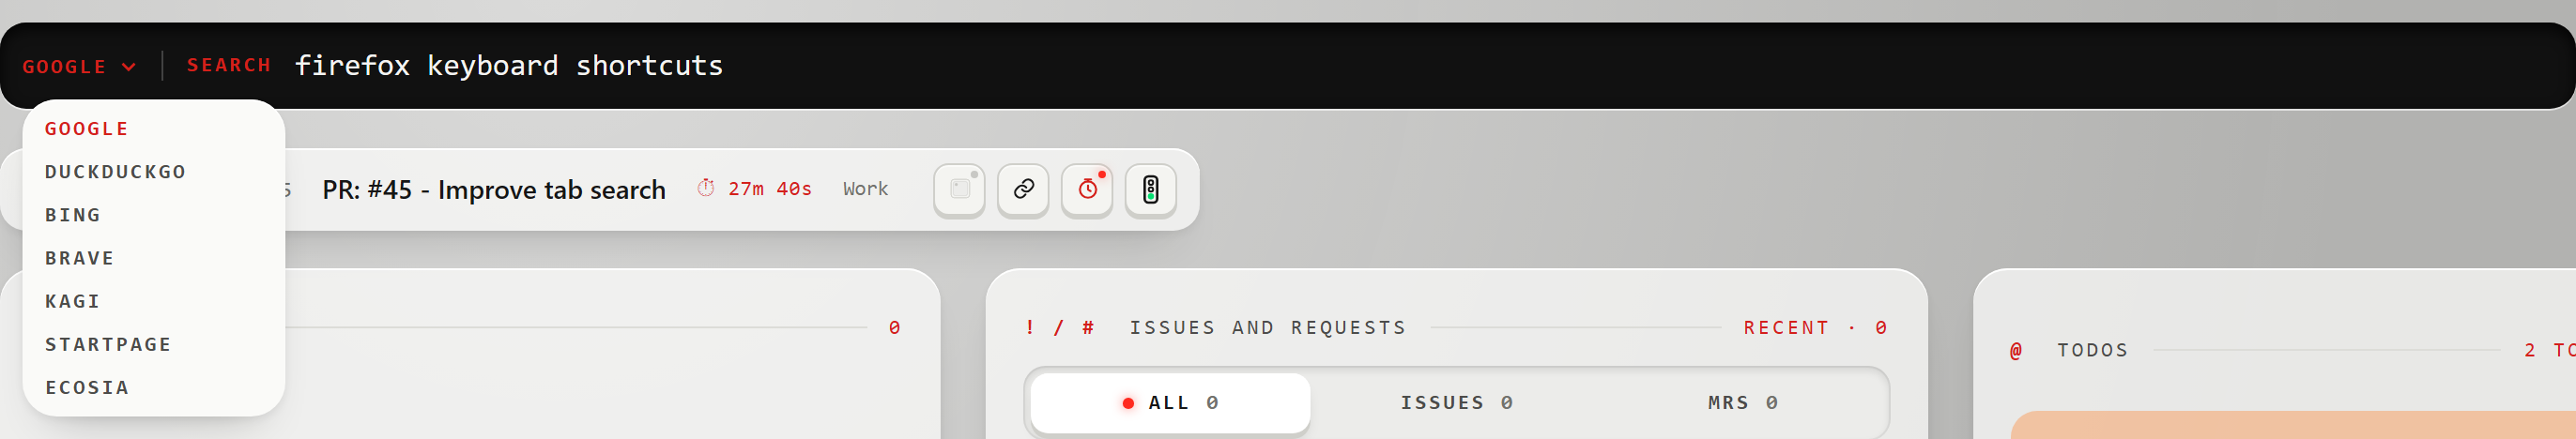 GOOGLE SEARCH firefox keyboard shortcuts
GOOGLE
DUCKDUCKGO
BING
BRAVE
KAGI
STARTPAGE
ECOSIA
PR: #45 - Improve tab search 27m 40s Work
0
! / # ISSUES AND REQUESTS RECENT · 0
ALL 0 ISSUES 0 MRS 0
@ TODOS 2